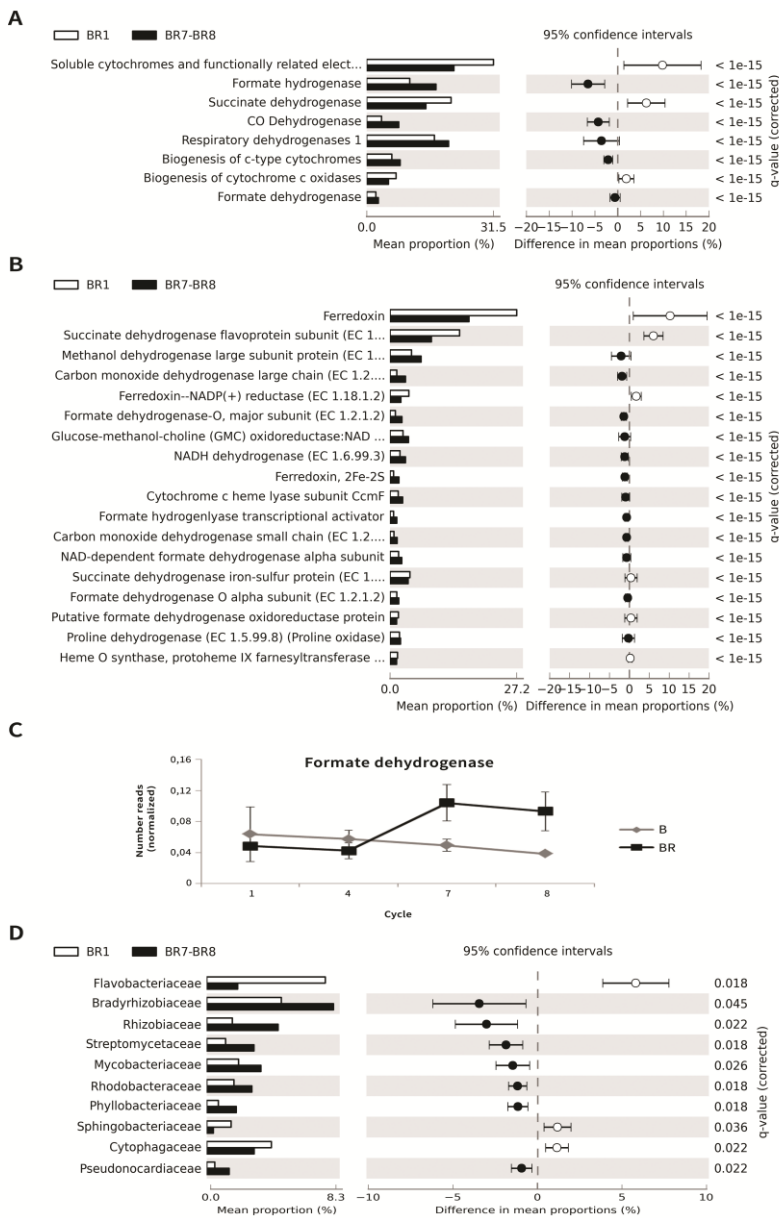 A
BR1 BR7-BR8 95% confidence intervals
Soluble cytochromes and functionally related elect... < 1e-15
Formate hydrogenase < 1e-15
Succinate dehydrogenase < 1e-15
CO Dehydrogenase < 1e-15
Respiratory dehydrogenases 1 < 1e-15
Biogenesis of c-type cytochromes < 1e-15
Biogenesis of cytochrome c oxidases < 1e-15
Formate dehydrogenase < 1e-15
q-value (corrected)
0.0 31.5 −20 −15 −10 −5 0 5 10 15 20
Mean proportion (%) Difference in mean proportions (%)
B
BR1 BR7-BR8 95% confidence intervals
Ferredoxin < 1e-15
Succinate dehydrogenase flavoprotein subunit (EC 1... < 1e-15
Methanol dehydrogenase large subunit protein (EC 1... < 1e-15
Carbon monoxide dehydrogenase large chain (EC 1.2.... < 1e-15
Ferredoxin--NADP(+) reductase (EC 1.18.1.2) < 1e-15
Formate dehydrogenase-O, major subunit (EC 1.2.1.2) < 1e-15
Glucose-methanol-choline (GMC) oxidoreductase:NAD ... < 1e-15
NADH dehydrogenase (EC 1.6.99.3) < 1e-15
Ferredoxin, 2Fe-2S < 1e-15
Cytochrome c heme lyase subunit CcmF < 1e-15
Formate hydrogenlyase transcriptional activator < 1e-15
Carbon monoxide dehydrogenase small chain (EC 1.2.... < 1e-15
NAD-dependent formate dehydrogenase alpha subunit < 1e-15
Succinate dehydrogenase iron-sulfur protein (EC 1.... < 1e-15
Formate dehydrogenase O alpha subunit (EC 1.2.1.2) < 1e-15
Putative formate dehydrogenase oxidoreductase protein < 1e-15
Proline dehydrogenase (EC 1.5.99.8) (Proline oxidase) < 1e-15
Heme O synthase, protoheme IX farnesyltransferase ... < 1e-15
q-value (corrected)
0.0 27.2 −20 −15 −10 −5 0 5 10 15 20
Mean proportion (%) Difference in mean proportions (%)
C
Formate dehydrogenase
Number reads
(normalized)
0,16
0,12
0,08
0,04
0
1 4 7 8
Cycle
B
BR
D
BR1 BR7-BR8 95% confidence intervals
Flavobacteriaceae 0.018
Bradyrhizobiaceae 0.045
Rhizobiaceae 0.022
Streptomycetaceae 0.018
Mycobacteriaceae 0.026
Rhodobacteraceae 0.018
Phyllobacteriaceae 0.018
Sphingobacteriaceae 0.036
Cytophagaceae 0.022
Pseudonocardiaceae 0.022
q-value (corrected)
0.0 8.3 −10 −5 0 5 10
Mean proportion (%) Difference in mean proportions (%)